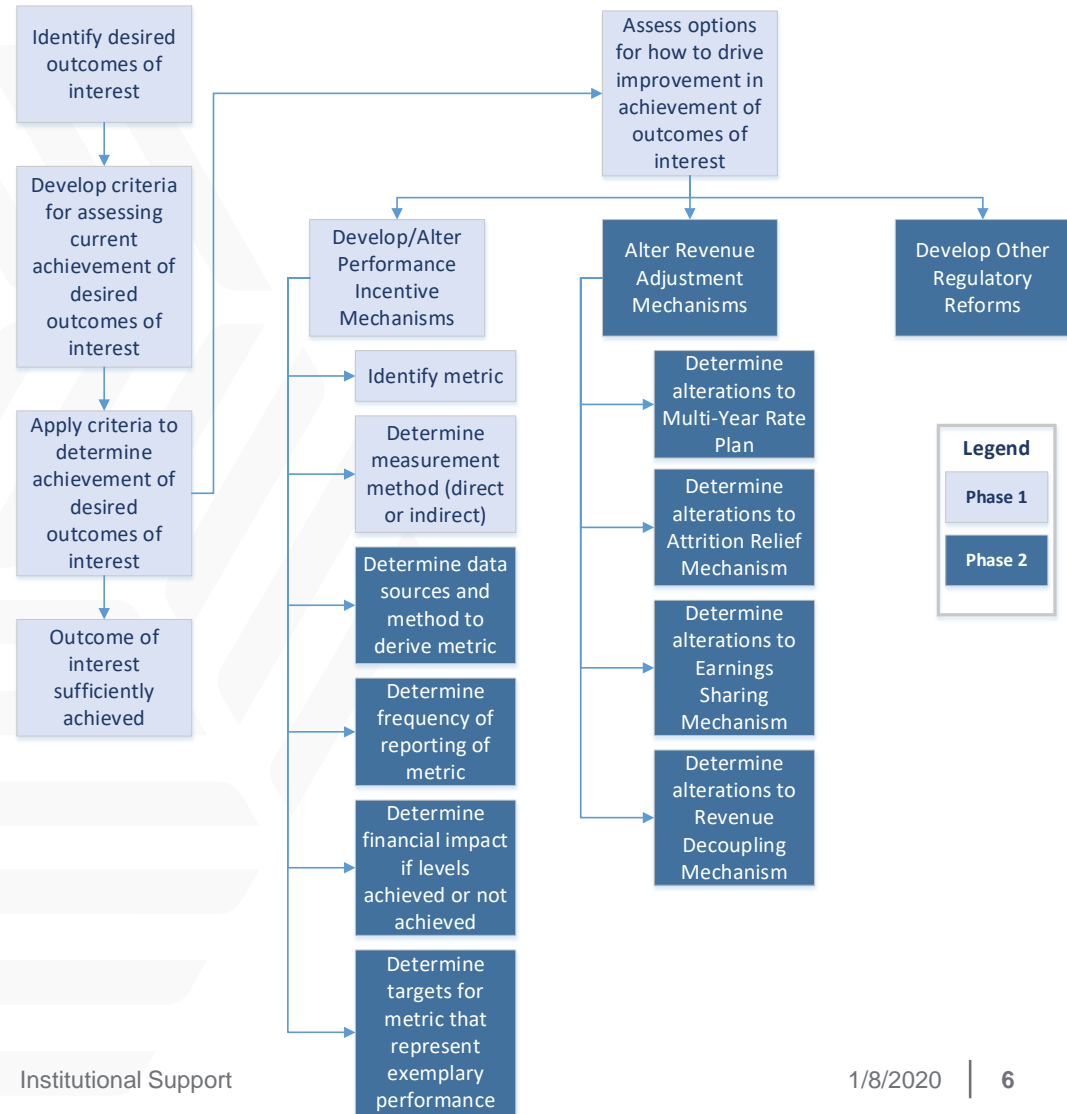 Identify desired
outcomes of
interest
Develop criteria
for assessing
current
achievement of
desired
outcomes of
interest
Apply criteria to
determine
achievement of
desired
outcomes of
interest
Outcome of
interest
sufficiently
achieved
Assess options
for how to drive
improvement in
achievement of
outcomes of
interest
Develop/Alter
Performance
Incentive
Mechanisms
Identify metric
Determine
measurement
method (direct
or indirect)
Determine data
sources and
method to
derive metric
Determine
frequency of
reporting of
metric
Determine
financial impact
if levels
achieved or not
achieved
Determine
targets for
metric that
represent
exemplary
performance
Alter Revenue
Adjustment
Mechanisms
Determine
alterations to
Multi-Year Rate
Plan
Determine
alterations to
Attrition Relief
Mechanism
Determine
alterations to
Earnings
Sharing
Mechanism
Determine
alterations to
Revenue
Decoupling
Mechanism
Develop Other
Regulatory
Reforms
Legend
Phase 1
Phase 2
Institutional Support
1/8/2020
6